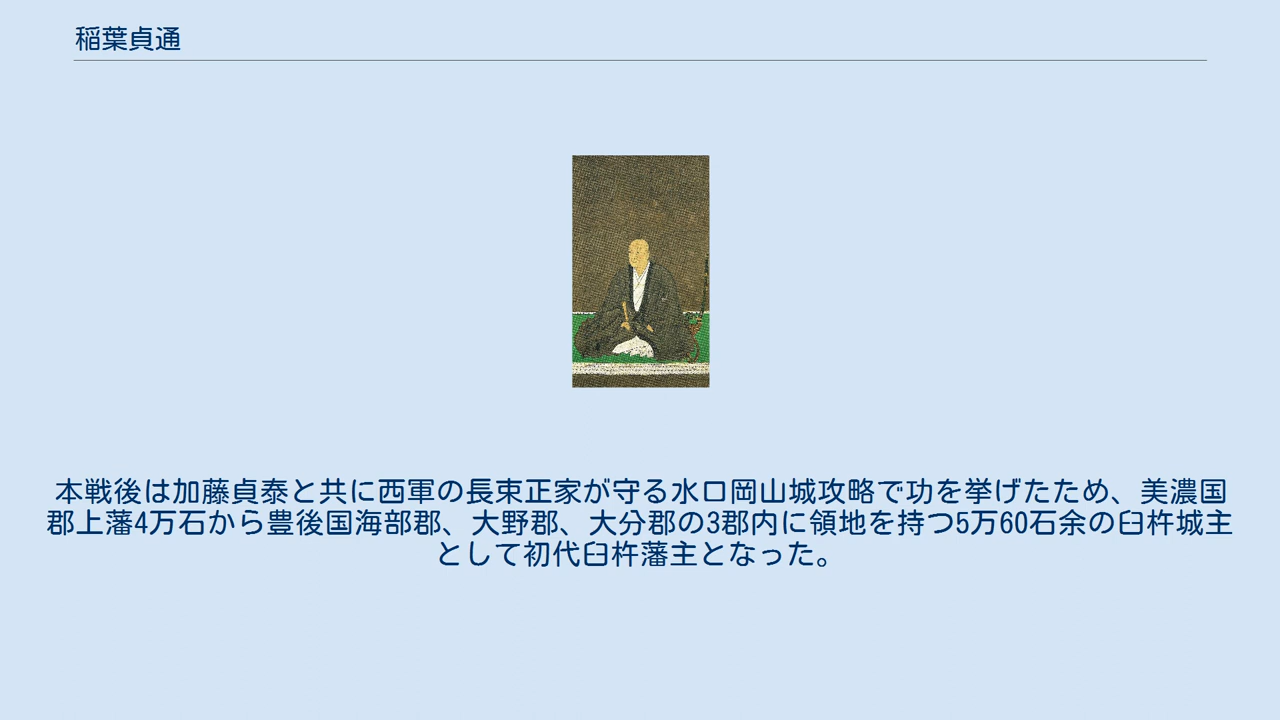 稲葉貞通
本戦後は加藤貞泰と共に西軍の長束正家が守る水口岡山城攻略で功を挙げたため、美濃国
郡上藩4万石から豊後国海部郡、大野郡、大分郡の3郡内に領地を持つ5万60石余の臼杵城主
として初代臼杵藩主となった。